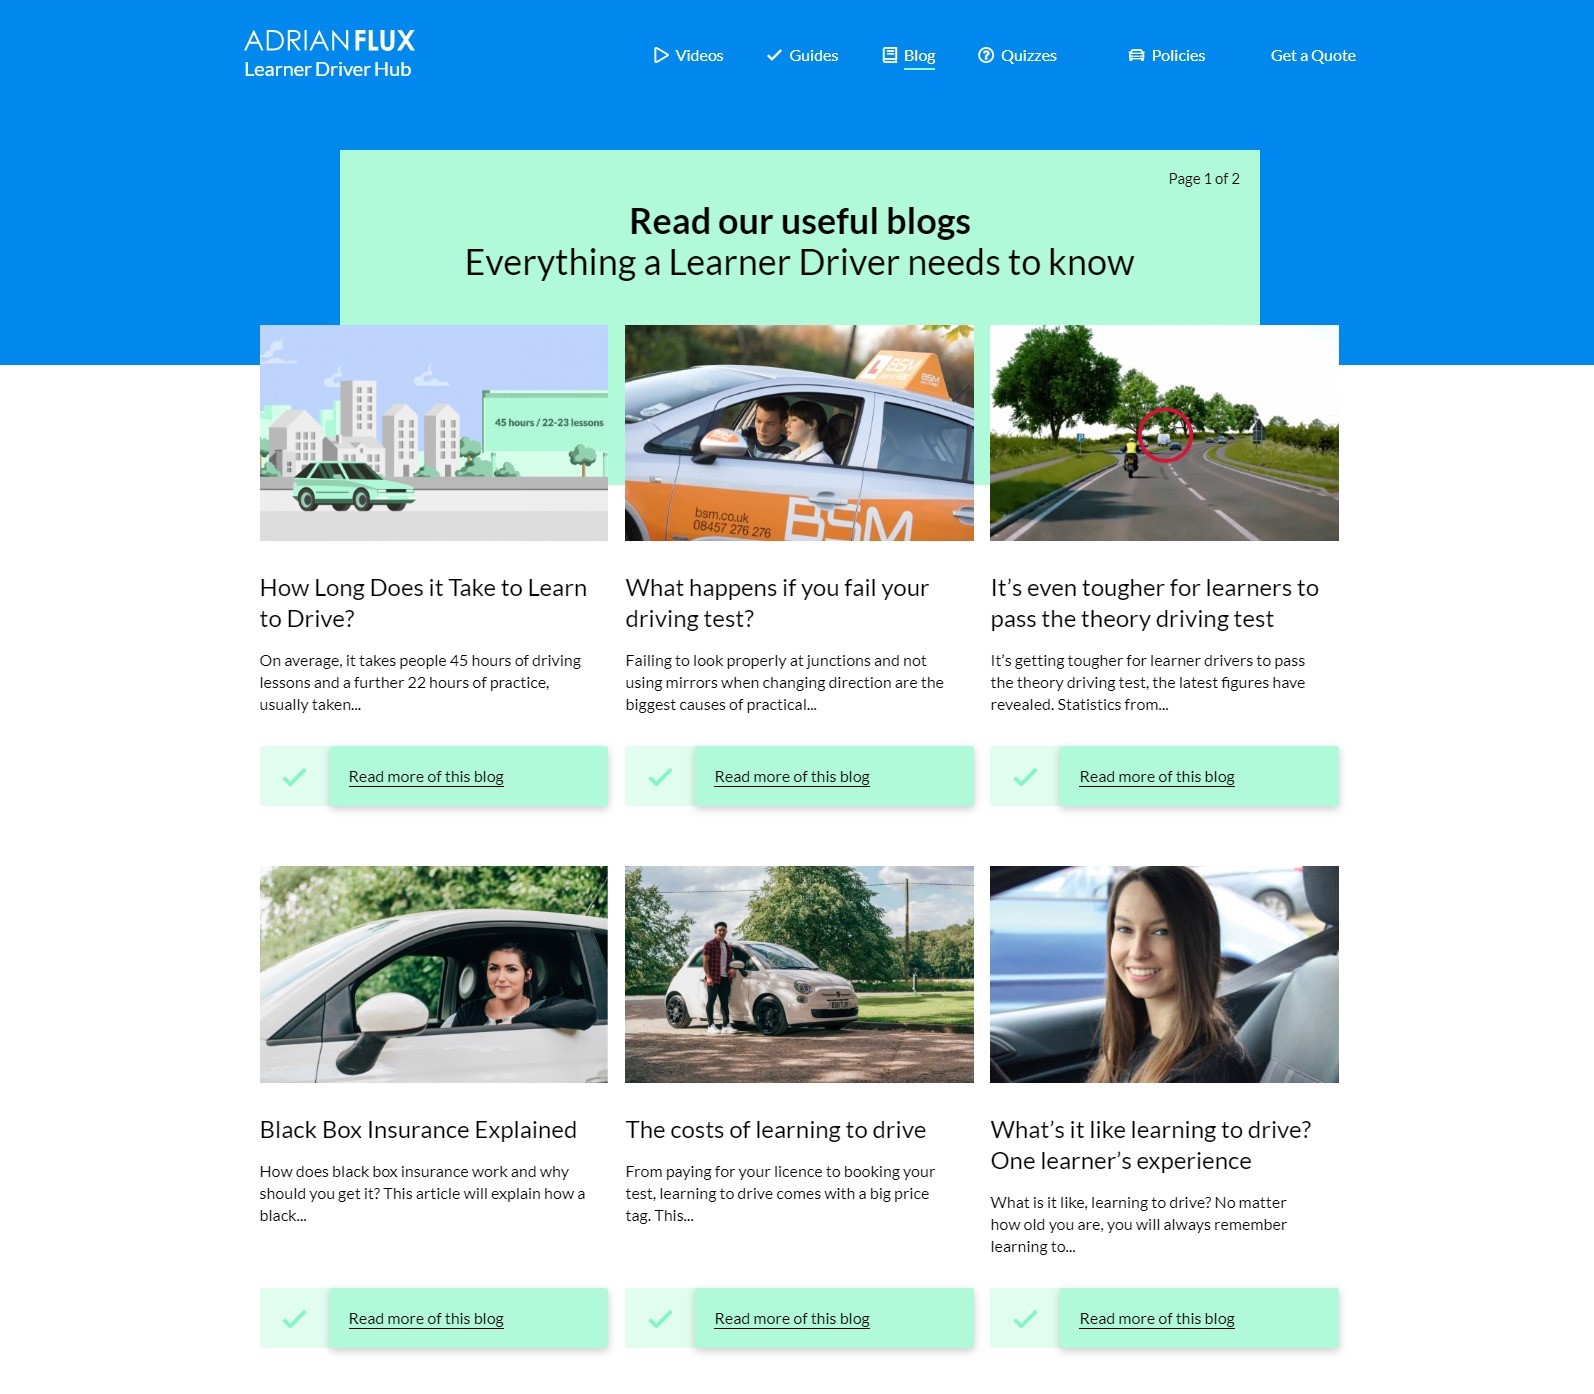 ADRIAN FLUX
Learner Driver Hub
Videos
Guides
Blog
Quizzes
Policies
Get a Quote
Page 1 of 2
Read our useful blogs
Everything a Learner Driver needs to know
45 hours / 22-23 lessons
L
BSM
BSM
bsm.co.uk
08457 276 276
BSM
P
How Long Does it Take to Learn
to Drive?
On average, it takes people 45 hours of driving
lessons and a further 22 hours of practice,
usually taken...
Read more of this blog
What happens if you fail your
driving test?
Failing to look properly at junctions and not
using mirrors when changing direction are the
biggest causes of practical...
Read more of this blog
It’s even tougher for learners to
pass the theory driving test
It’s getting tougher for learner drivers to pass
the theory driving test, the latest figures have
revealed. Statistics from...
Read more of this blog
Black Box Insurance Explained
How does black box insurance work and why
should you get it? This article will explain how a
black...
Read more of this blog
The costs of learning to drive
From paying for your licence to booking your
test, learning to drive comes with a big price
tag. This...
Read more of this blog
What’s it like learning to drive?
One learner’s experience
What is it like, learning to drive? No matter
how old you are, you will always remember
learning to...
Read more of this blog